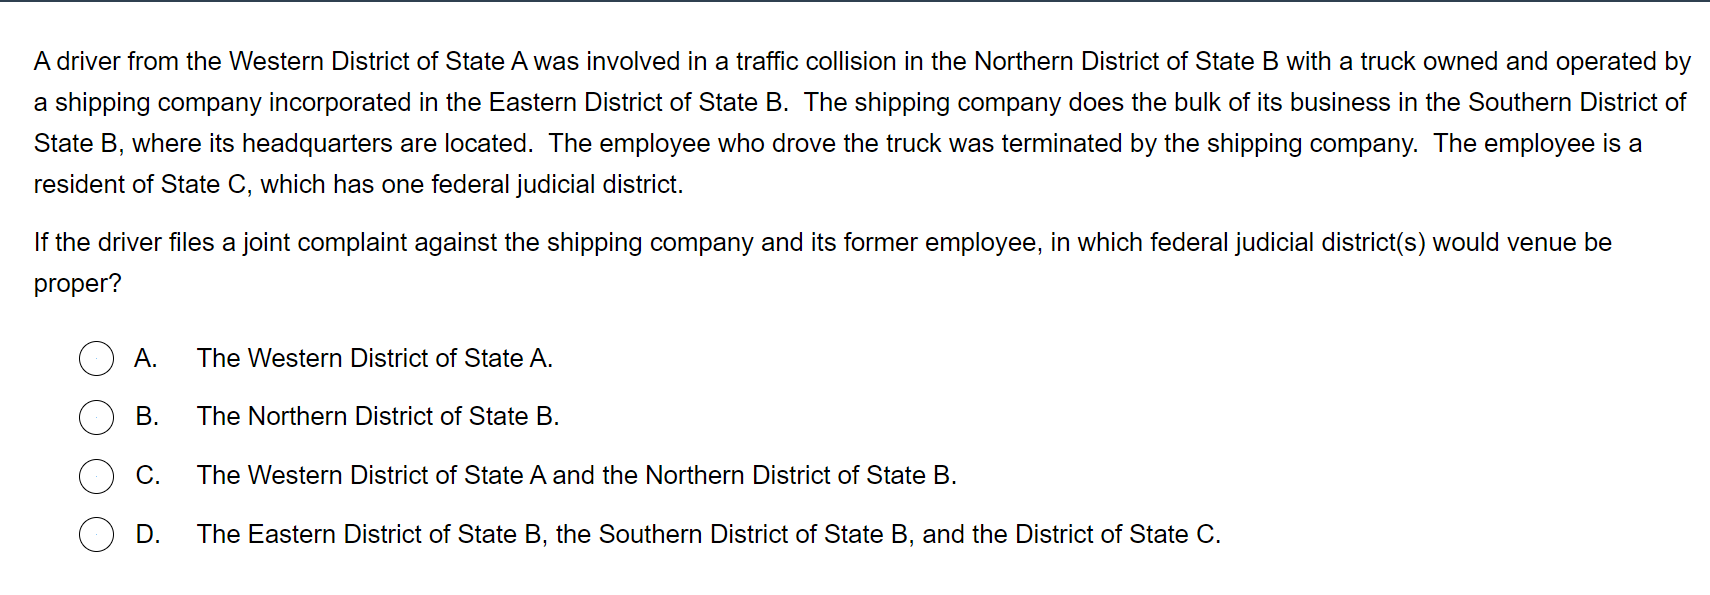 A driver from the Western District of State A was involved in a traffic collision in the Northern District of State B with a truck owned and operated by
a shipping company incorporated in the Eastern District of State B.  The shipping company does the bulk of its business in the Southern District of
State B, where its headquarters are located.  The employee who drove the truck was terminated by the shipping company.  The employee is a
resident of State C, which has one federal judicial district.
If the driver files a joint complaint against the shipping company and its former employee, in which federal judicial district(s) would venue be
proper?
A. The Western District of State A.
B. The Northern District of State B.
C. The Western District of State A and the Northern District of State B.
D. The Eastern District of State B, the Southern District of State B, and the District of State C.